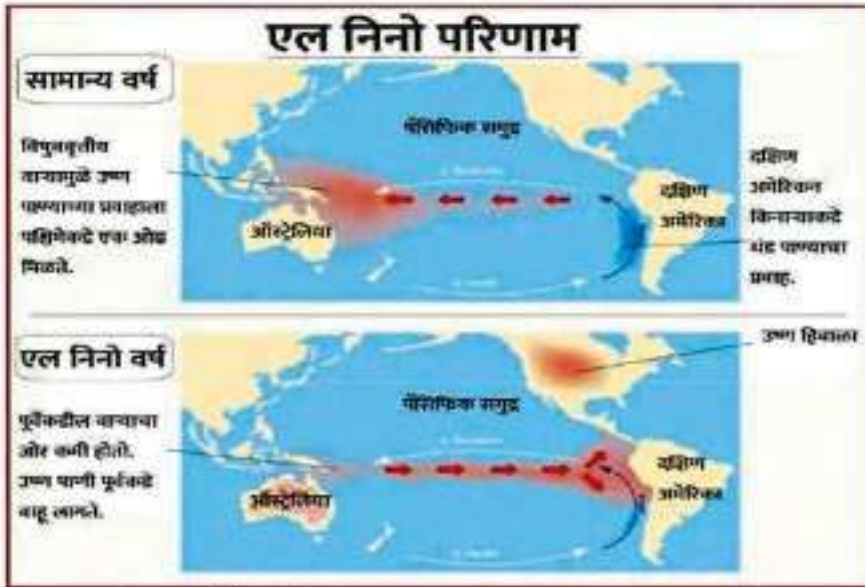 एल निनो परिणाम
सामान्य वर्ष
विषुववृत्तीय
वाऱ्यामुळे उष्ण
पाण्याच्या प्रवाहाला
पश्चिमेकडे एक ओढ
मिळते.
पॅसिफिक समुद्र
ऑस्ट्रेलिया
दक्षिण
अमेरिका
दक्षिण
अमेरिकन
किनाऱ्याकडे
थंड पाण्याचा
प्रवाह.
एल निनो वर्ष
पूर्वेकडील वाऱ्याचा
जोर कमी होतो.
उष्ण पाणी पूर्वेकडे
वाहू लागते.
पॅसिफिक समुद्र
ऑस्ट्रेलिया
दक्षिण
अमेरिका
उष्ण हिवाळा